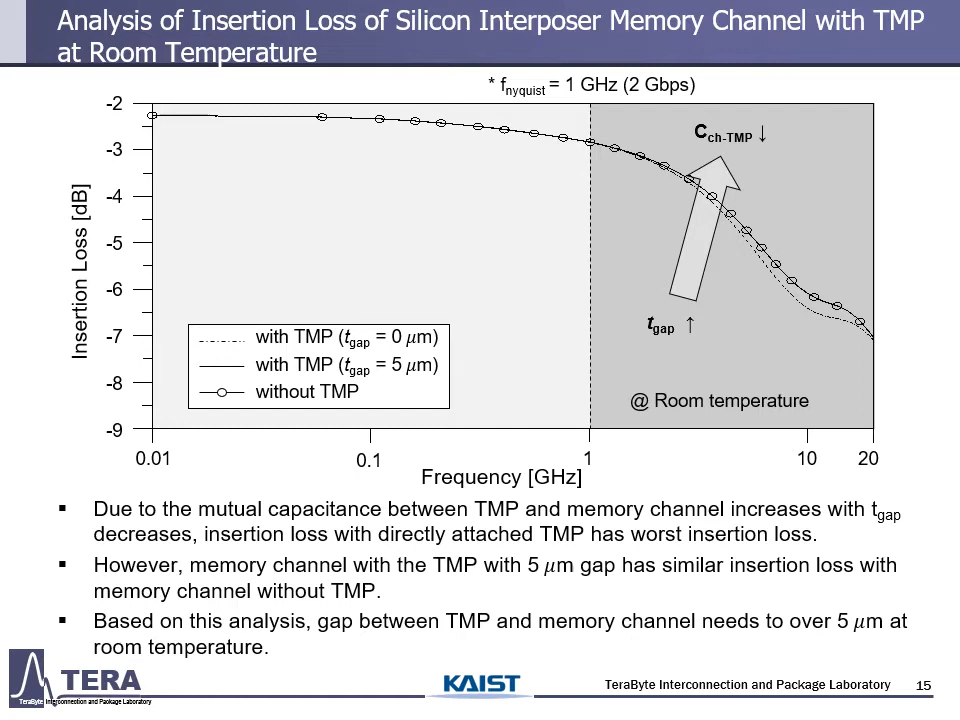 Analysis of Insertion Loss of Silicon Interposer Memory Channel with TMP
at Room Temperature
* fnyquist = 1 GHz (2 Gbps)
-2
-3
-4
-5
-6
-7
-8
-9
Insertion Loss [dB]
Cch-TMP ↓
tgap ↑
with TMP (tgap = 0 μm)
with TMP (tgap = 5 μm)
without TMP
@ Room temperature
0.01
0.1
1
10
20
Frequency [GHz]
▪ Due to the mutual capacitance between TMP and memory channel increases with tgap
decreases, insertion loss with directly attached TMP has worst insertion loss.
▪ However, memory channel with the TMP with 5 μm gap has similar insertion loss with
memory channel without TMP.
▪ Based on this analysis, gap between TMP and memory channel needs to over 5 μm at
room temperature.
TERA
TeraByte Interconnection and Package Laboratory
KAIST
TeraByte Interconnection and Package Laboratory
15